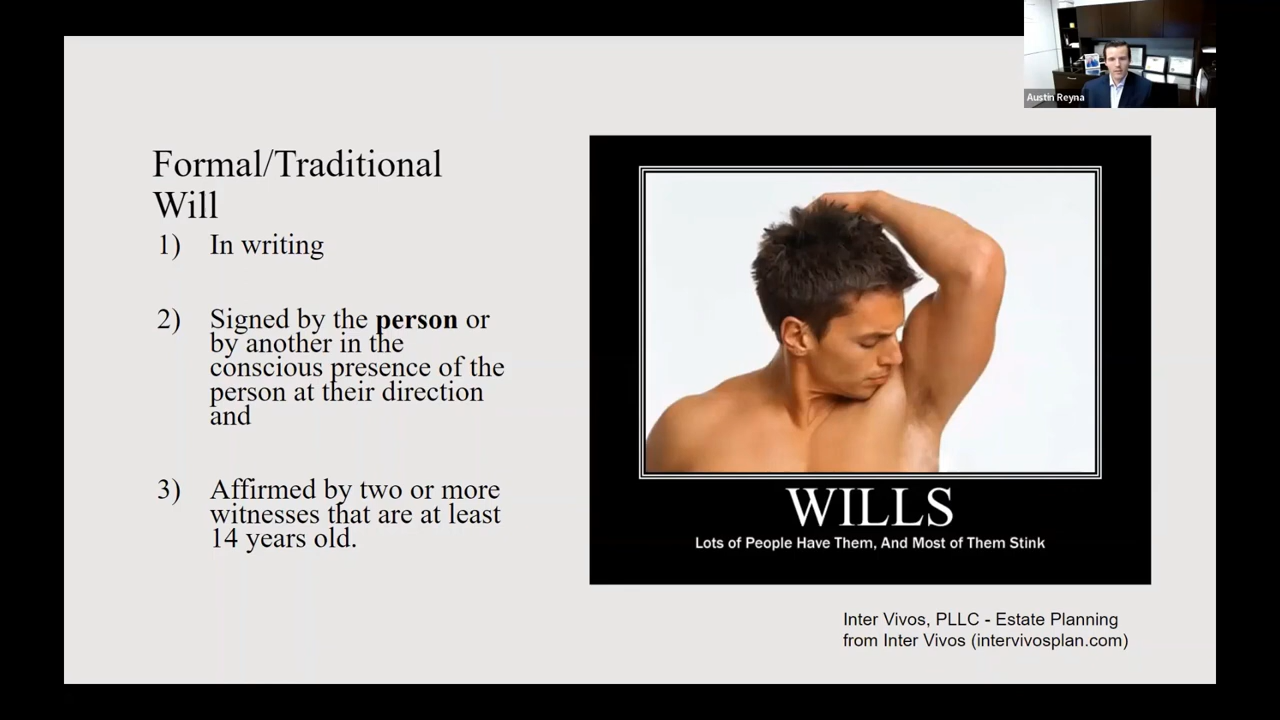 Austin Reyna
Formal/Traditional
Will
1) In writing
2) Signed by the person or
by another in the
conscious presence of the
person at their direction
and
3) Affirmed by two or more
witnesses that are at least
14 years old.
WILLS
Lots of People Have Them, And Most of Them Stink
Inter Vivos, PLLC - Estate Planning
from Inter Vivos (intervivosplan.com)